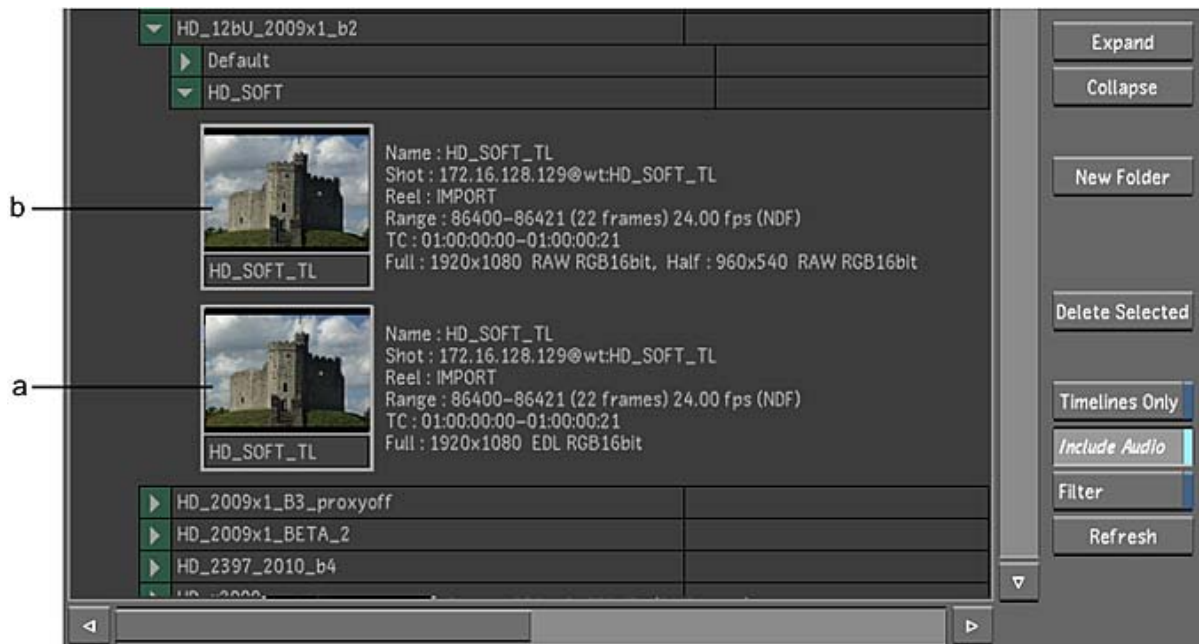 HD_12bU_2009x1_b2
Default
HD_SOFT
b
HD_SOFT_TL
Name : HD_SOFT_TL
Shot : 172.16.128.129@wt:HD_SOFT_TL
Reel : IMPORT
Range : 86400-86421 (22 frames) 24.00 fps (NDF)
TC : 01:00:00:00-01:00:00:21
Full : 1920x1080 RAW RGB16bit, Half : 960x540 RAW RGB16bit
a
HD_SOFT_TL
Name : HD_SOFT_TL
Shot : 172.16.128.129@wt:HD_SOFT_TL
Reel : IMPORT
Range : 86400-86421 (22 frames) 24.00 fps (NDF)
TC : 01:00:00:00-01:00:00:21
Full : 1920x1080 EDL RGB16bit
HD_2009x1_B3_proxyoff
HD_2009x1_BETA_2
HD_2397_2010_b4
Expand
Collapse
New Folder
Delete Selected
Timelines Only
Include Audio
Filter
Refresh